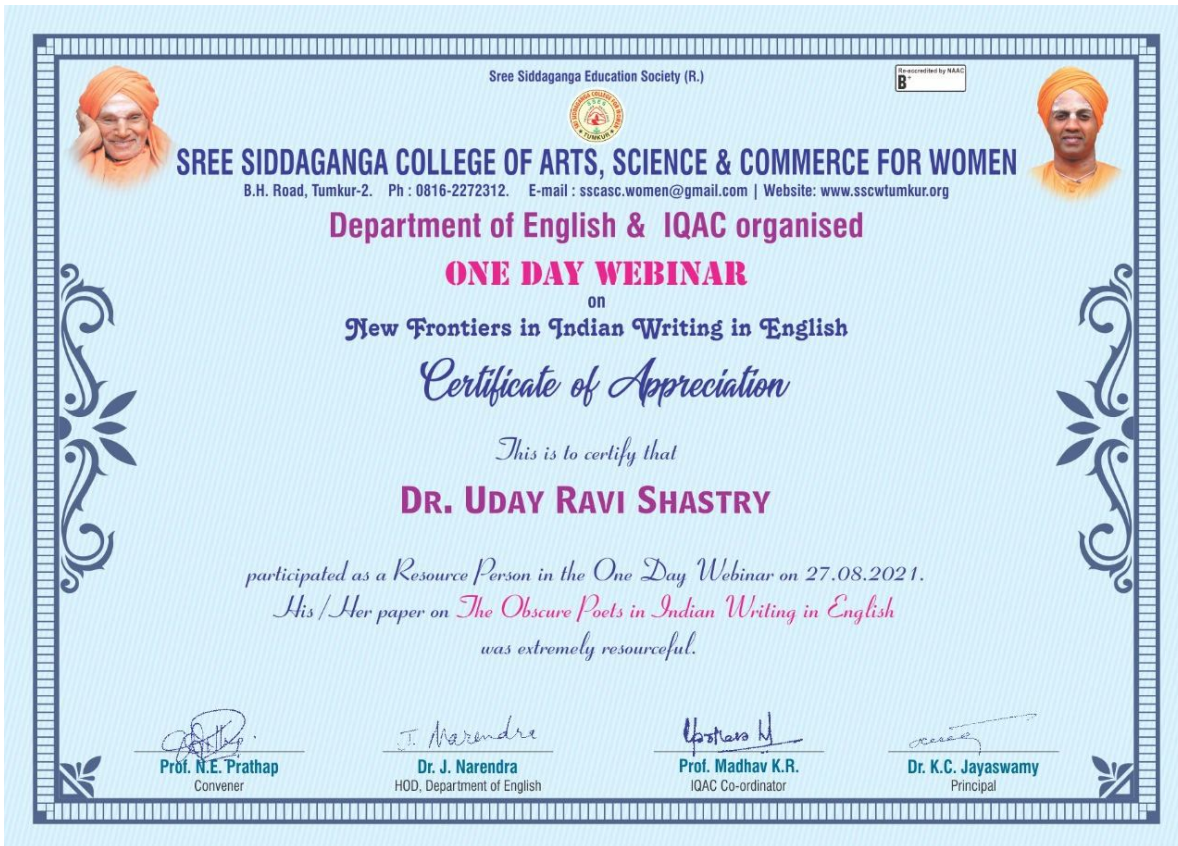 Sree Siddaganga Education Society (R.)
Re-accredited by NAAC
B+
TUMKUR
SREE SIDDAGANGA COLLEGE OF ARTS, SCIENCE & COMMERCE FOR WOMEN
B.H. Road, Tumkur-2. Ph : 0816-2272312. E-mail : sscasc.women@gmail.com | Website: www.sscwtumkur.org
Department of English & IQAC organised
ONE DAY WEBINAR
on
New Frontiers in Indian Writing in English
Certificate of Appreciation
This is to certify that
DR. UDAY RAVI SHASTRY
participated as a Resource Person in the One Day Webinar on 27.08.2021.
His/Her paper on The Obscure Poets in Indian Writing in English
was extremely resourceful.
J. Narendra
Prof. N.E. Prathap Dr. J. Narendra Prof. Madhav K.R. Dr. K.C. Jayaswamy
Convener HOD, Department of English IQAC Co-ordinator Principal